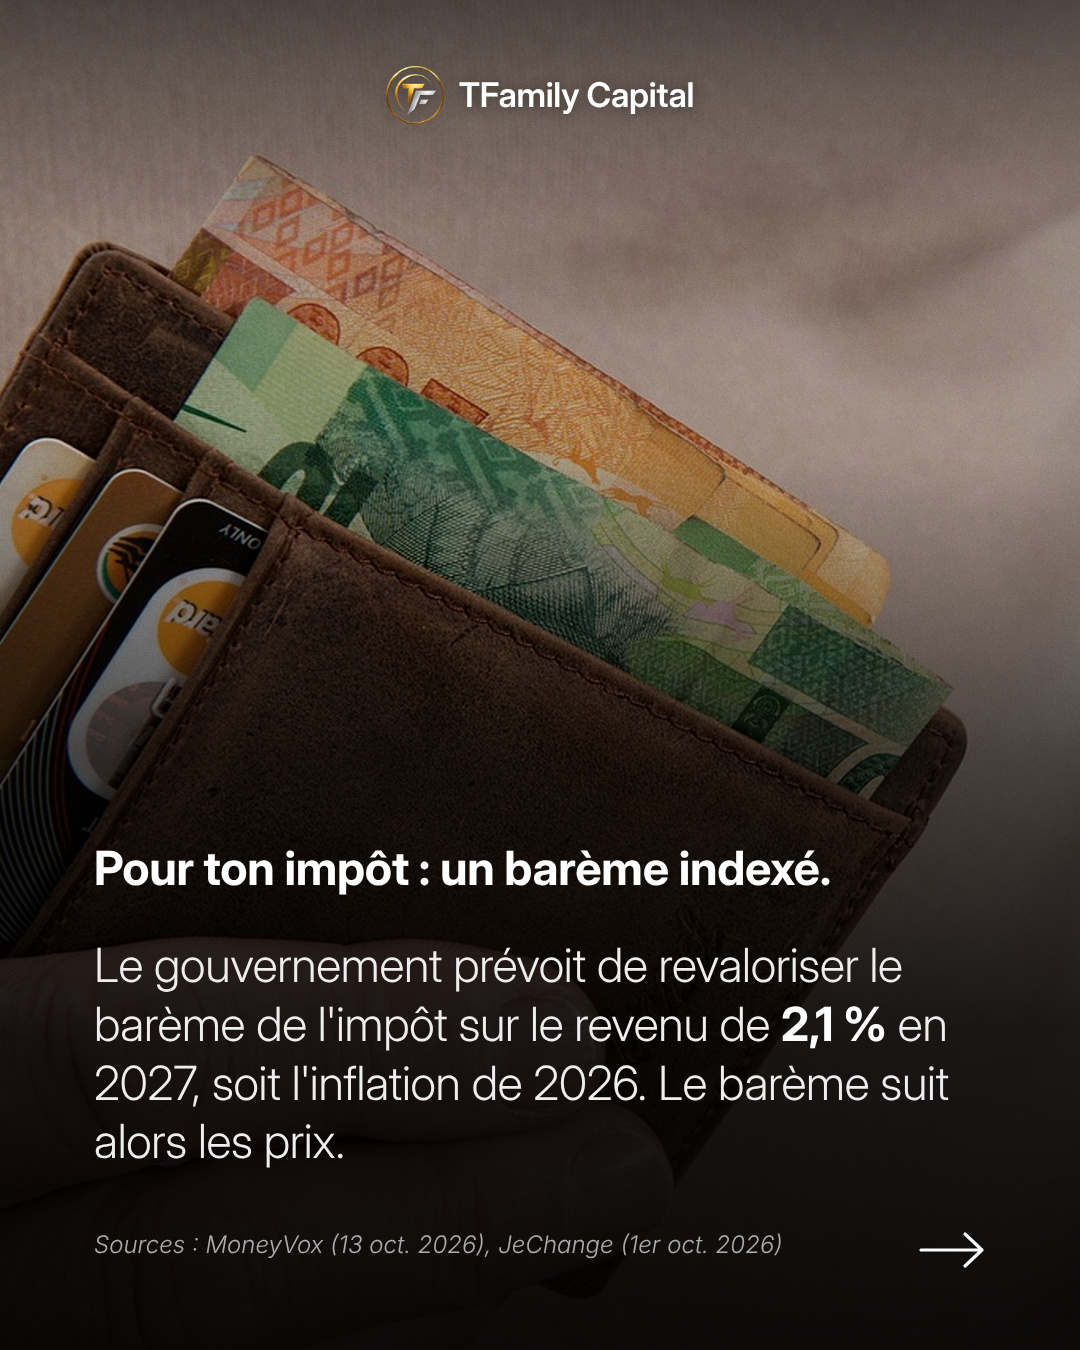 TF TFamily Capital
ONLY
Pour ton impôt : un barème indexé.
Le gouvernement prévoit de revaloriser le
barème de l'impôt sur le revenu de 2,1 % en
2027, soit l'inflation de 2026. Le barème suit
alors les prix.
Sources : MoneyVox (13 oct. 2026), JeChange (1er oct. 2026)